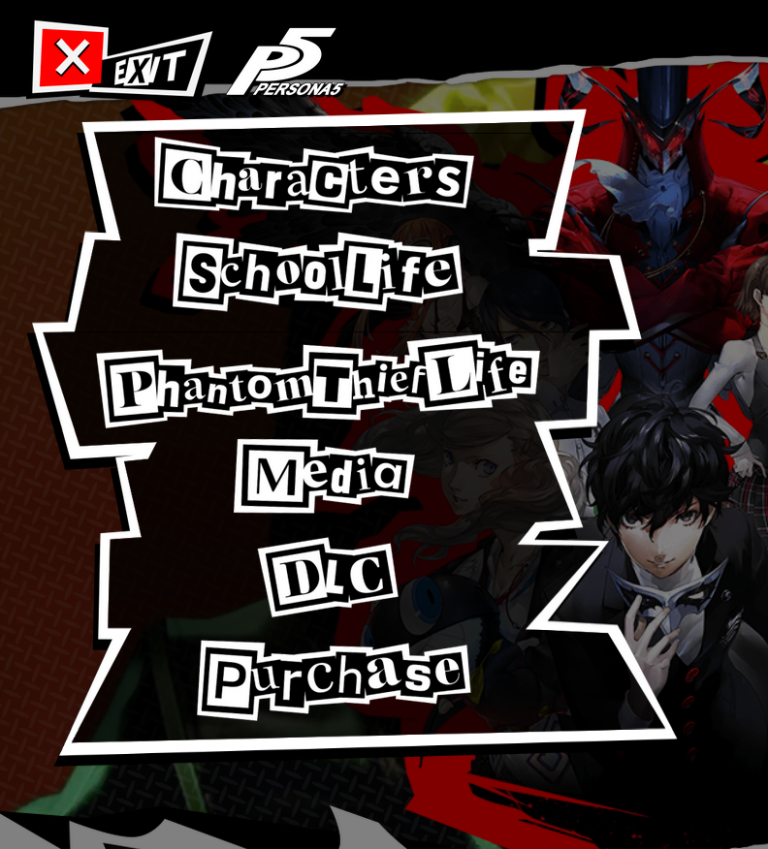 EXIT
P5
PERSONA5
Characters
SchoolLife
PhantomThiefLife
Media
DLC
Purchase